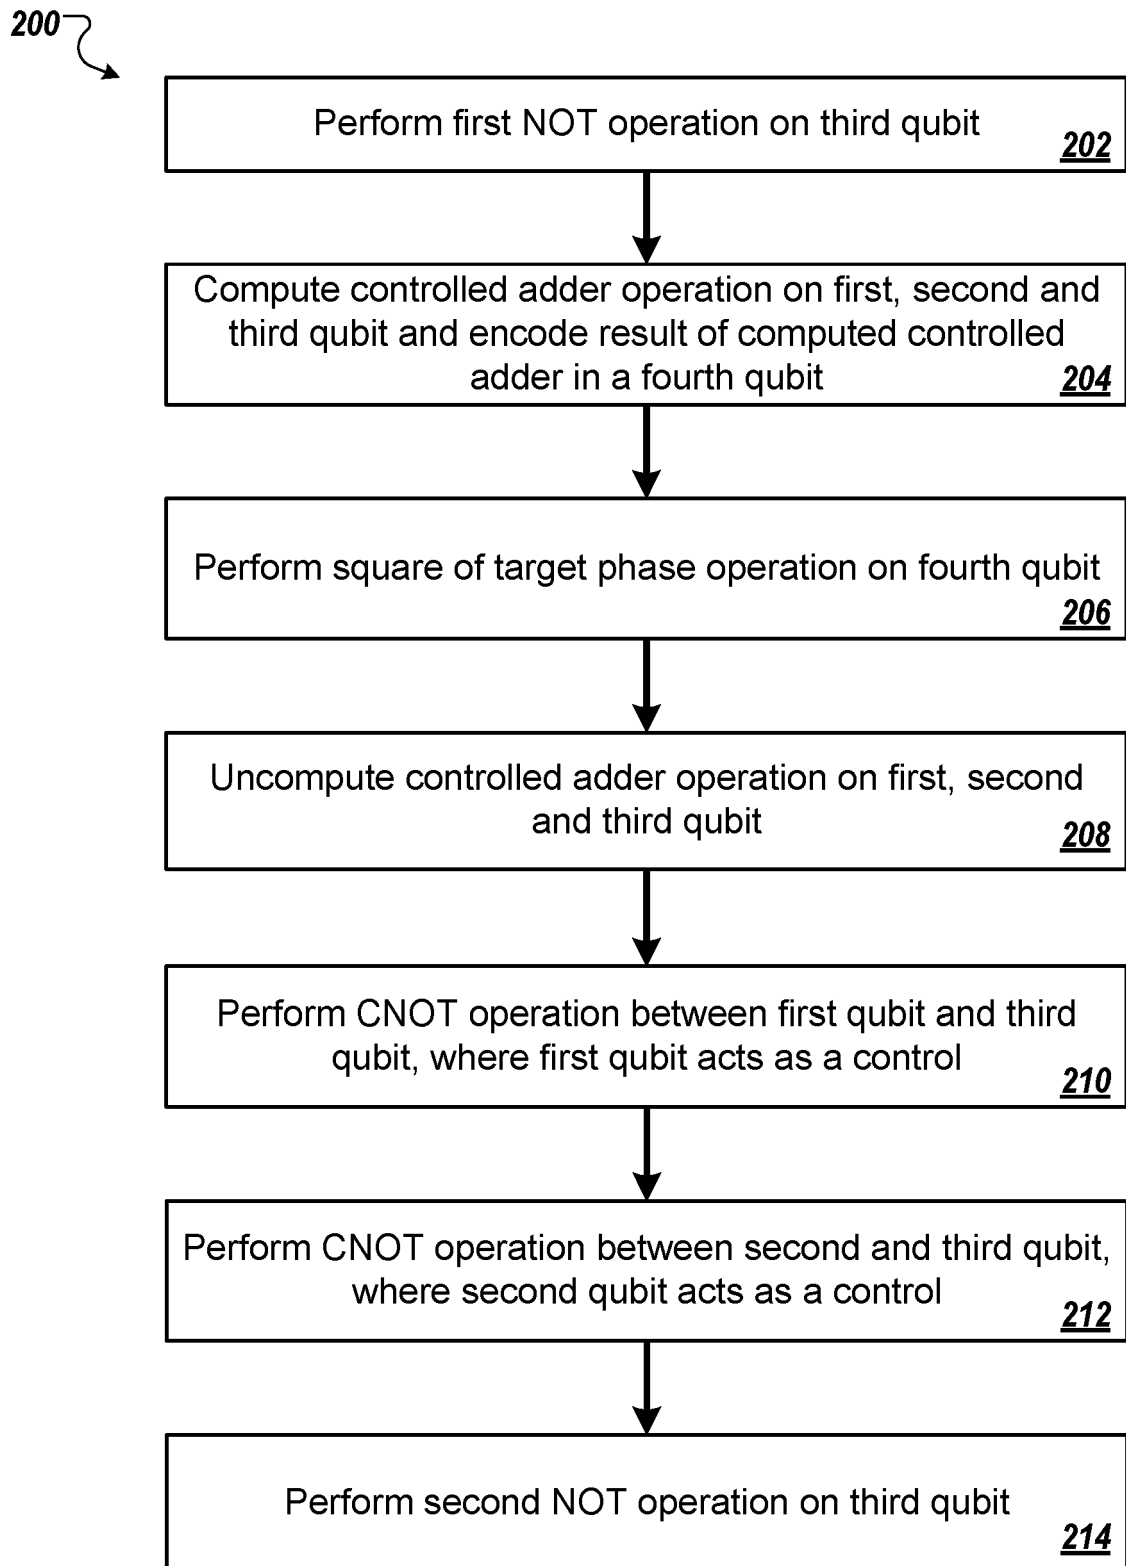 200
Perform first NOT operation on third qubit
202
Compute controlled adder operation on first, second and
third qubit and encode result of computed controlled
adder in a fourth qubit
204
Perform square of target phase operation on fourth qubit
206
Uncompute controlled adder operation on first, second
and third qubit
208
Perform CNOT operation between first qubit and third
qubit, where first qubit acts as a control
210
Perform CNOT operation between second and third qubit,
where second qubit acts as a control
212
Perform second NOT operation on third qubit
214